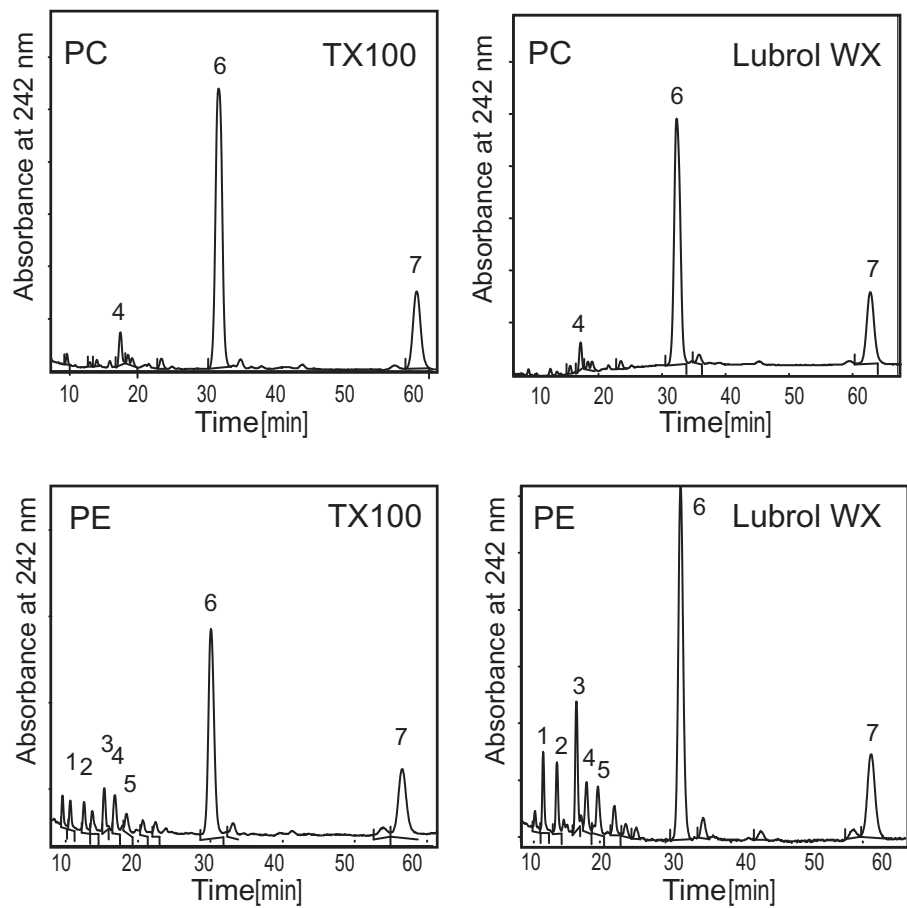 PC TX100
6
4
7
Absorbance at 242 nm
10 20 30 40 50 60
Time[min]
PC Lubrol WX
6
4
7
Absorbance at 242 nm
10 20 30 40 50 60
Time[min]
PE TX100
6
1 2 3 4 5
7
Absorbance at 242 nm
10 20 30 40 50 60
Time[min]
PE Lubrol WX
6
3
1 2 4 5
7
Absorbance at 242 nm
10 20 30 40 50 60
Time[min]